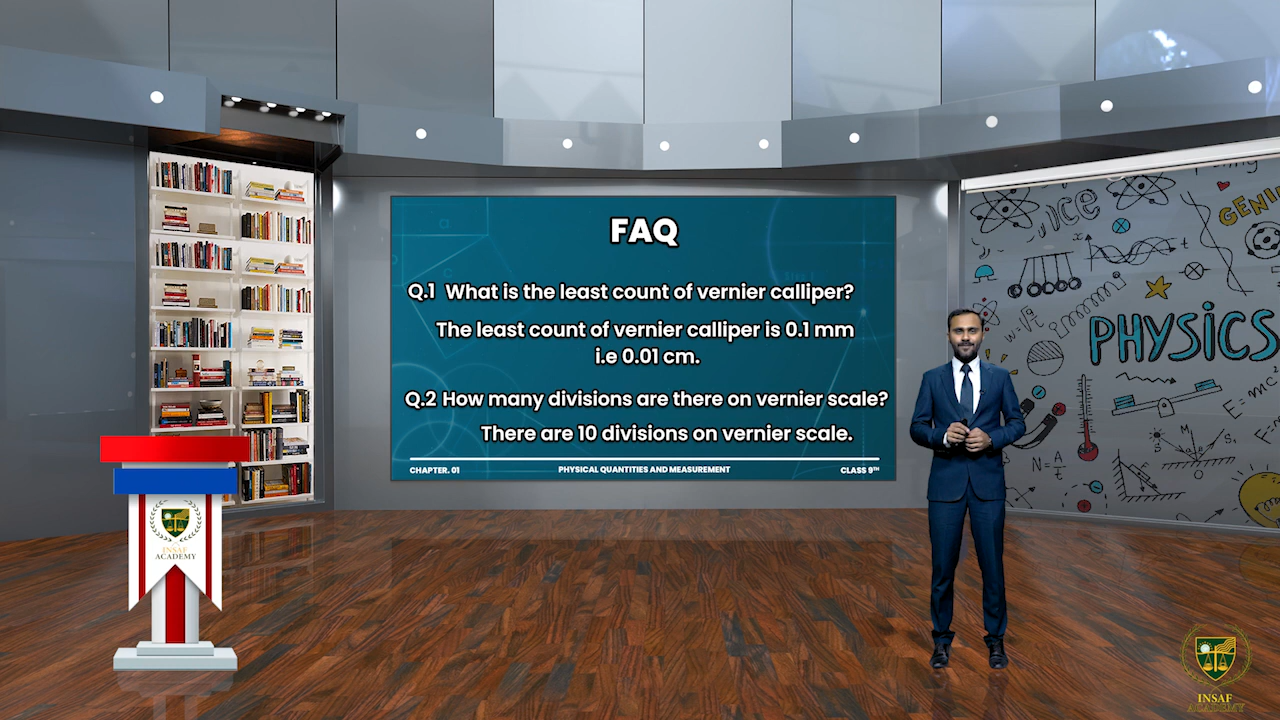 FAQ
Q.1 What is the least count of vernier calliper?
The least count of vernier calliper is 0.1 mm
i.e 0.01 cm.
Q.2 How many divisions are there on vernier scale?
There are 10 divisions on vernier scale.
CHAPTER. 01 PHYSICAL QUANTITIES AND MEASUREMENT CLASS 9TH
INSAF
ACADEMY
PHYSICS
INSAF
ACADEMY